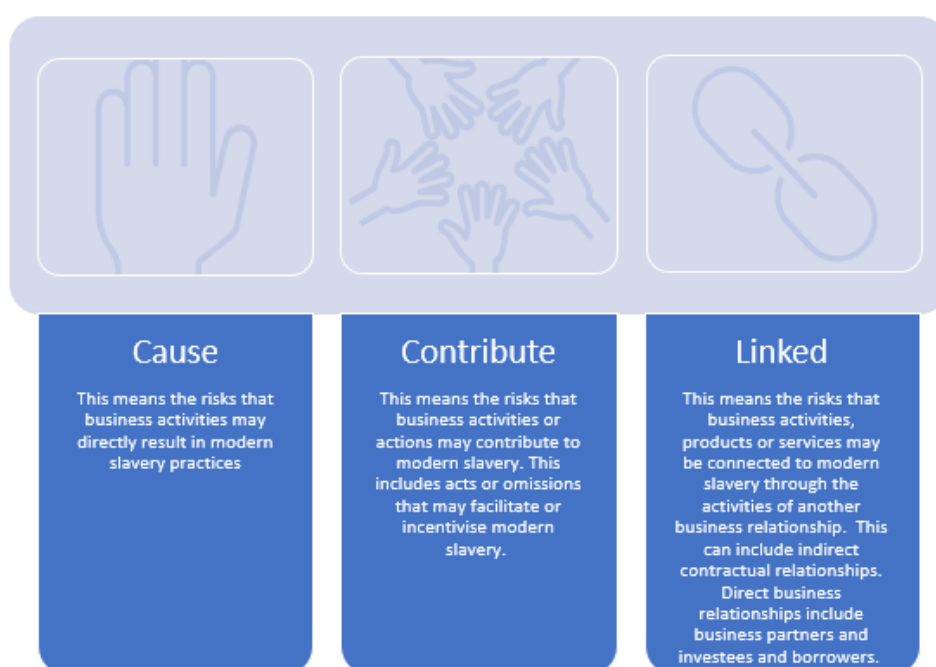 Cause
This means the risks that
business activities may
directly result in modern
slavery practices
Contribute
This means the risks that
business activities or
actions may contribute to
modern slavery. This
includes acts or omissions
that may facilitate or
incentivise modern
slavery.
Linked
This means the risks that
business activities,
products or services may
be connected to modern
slavery through the
activities of another
business relationship.  This
can include indirect
contractual relationships.
Direct business
relationships include
business partners and
investees and borrowers.